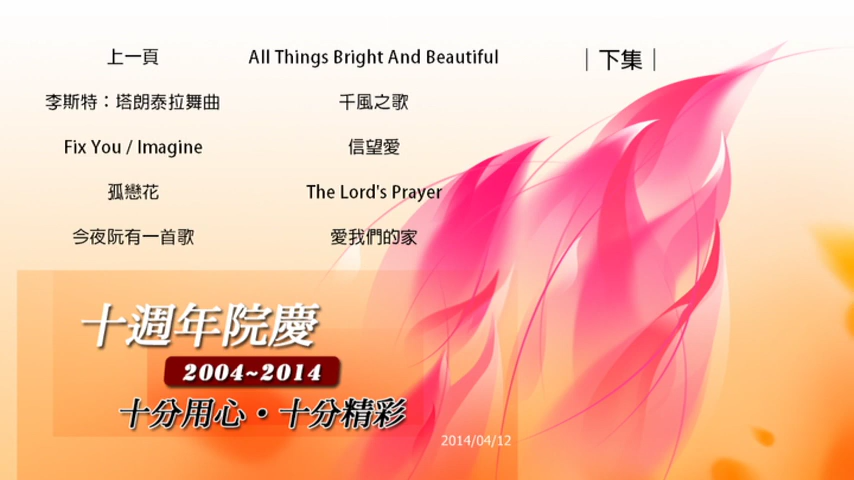 上一頁
李斯特：塔朗泰拉舞曲
Fix You / Imagine
孤戀花
今夜阮有一首歌
All Things Bright And Beautiful
千風之歌
信望愛
The Lord's Prayer
愛我們的家
｜下集｜
十週年院慶
2004~2014
十分用心・十分精彩
2014/04/12